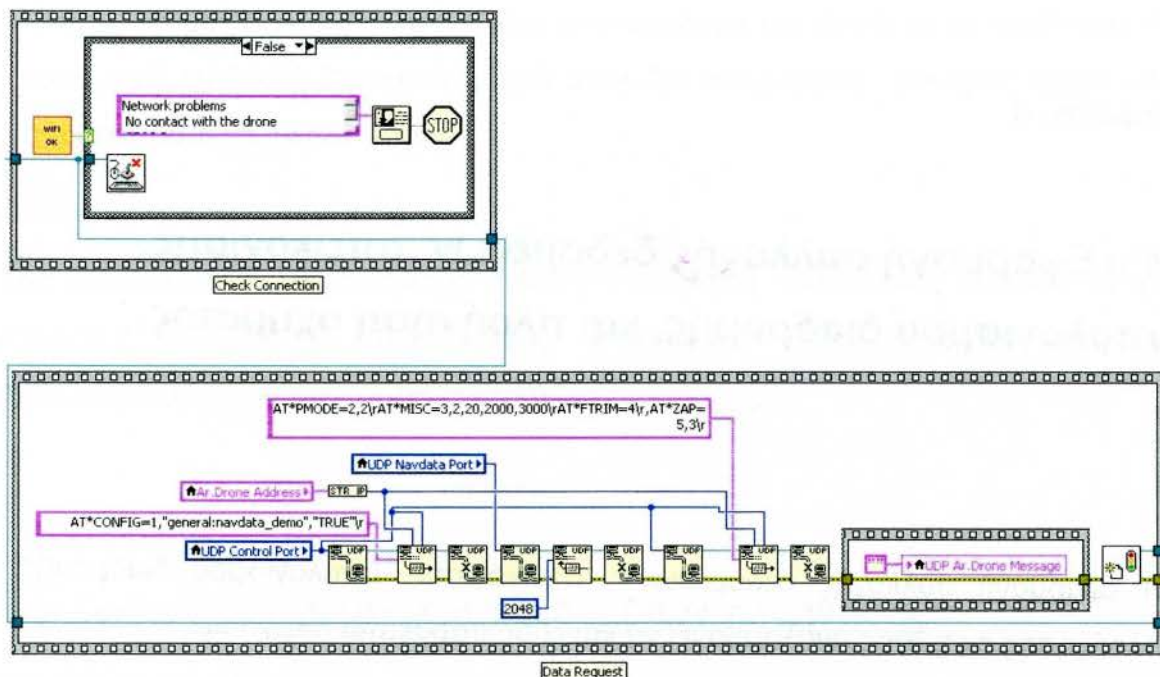 False
Network problems
No contact with the drone
WIFI
OK
STOP
Check Connection
AT*PMODE=2,2\rAT*MISC=3,2,20,2000,3000\rAT*FTRIM=4\r,AT*ZAP=
5,3\r
UDP Navdata Port
Ar.Drone Address
STR IP
AT*CONFIG=1,"general:navdata_demo","TRUE"\r
UDP Control Port
UDP UDP UDP UDP UDP UDP UDP UDP UDP
UDP Ar.Drone Message
2048
Data Request